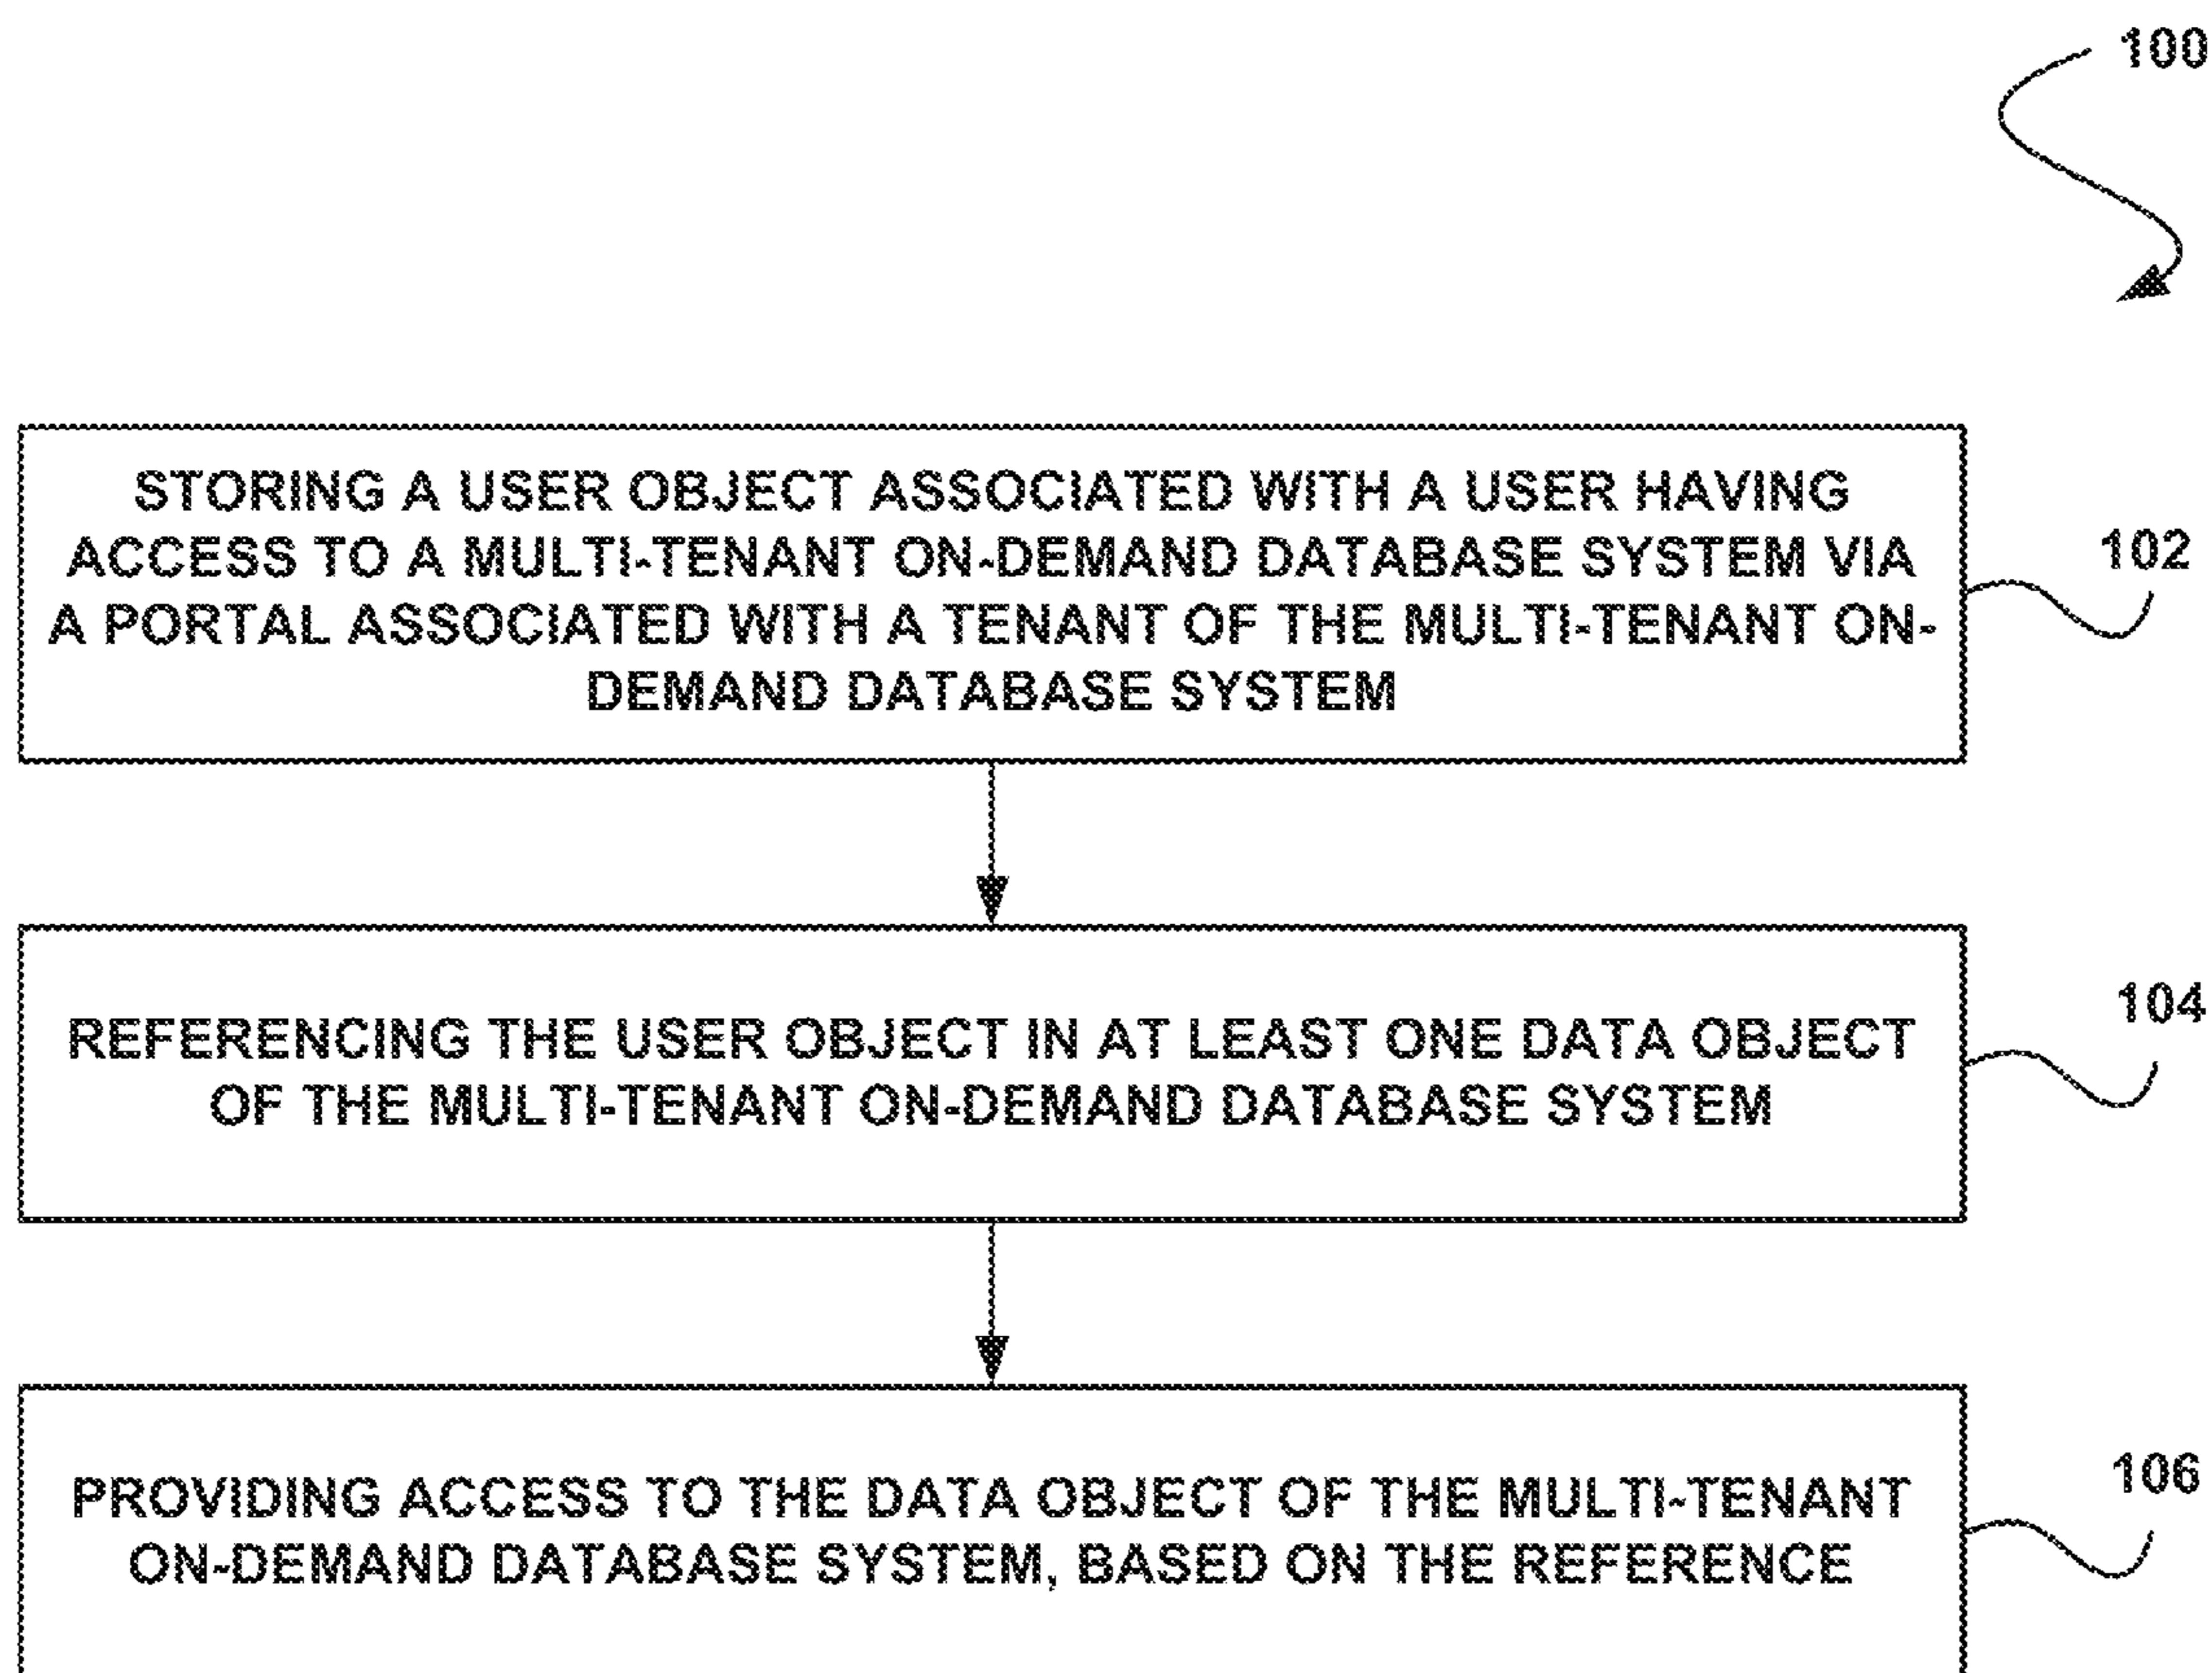 100
STORING A USER OBJECT ASSOCIATED WITH A USER HAVING
ACCESS TO A MULTI-TENANT ON-DEMAND DATABASE SYSTEM VIA
A PORTAL ASSOCIATED WITH A TENANT OF THE MULTI-TENANT ON-
DEMAND DATABASE SYSTEM
102
REFERENCING THE USER OBJECT IN AT LEAST ONE DATA OBJECT
OF THE MULTI-TENANT ON-DEMAND DATABASE SYSTEM
104
PROVIDING ACCESS TO THE DATA OBJECT OF THE MULTI-TENANT
ON-DEMAND DATABASE SYSTEM, BASED ON THE REFERENCE
106